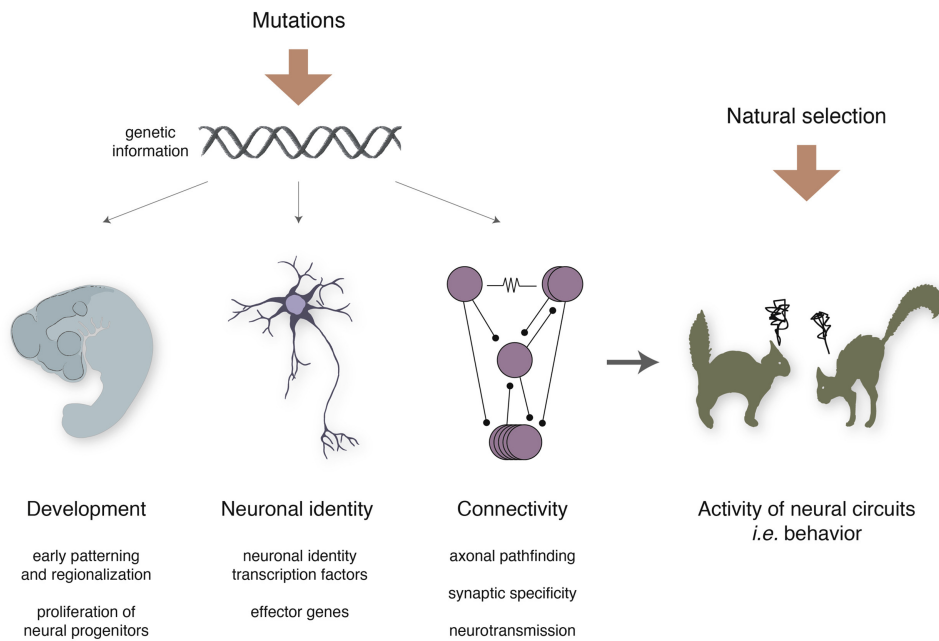 Mutations
genetic
information
Natural selection
Development
early patterning
and regionalization
proliferation of
neural progenitors
Neuronal identity
neuronal identity
transcription factors
effector genes
Connectivity
axonal pathfinding
synaptic specificity
neurotransmission
Activity of neural circuits
i.e. behavior